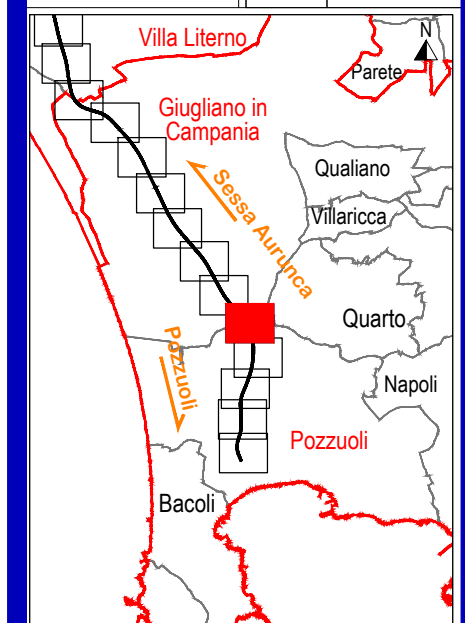 Villa Literno
N
Parete
Giugliano in
Campania
Qualiano
Sessa Aurunca
Villaricca
Quarto
Pozzuoli
Napoli
Pozzuoli
Bacoli